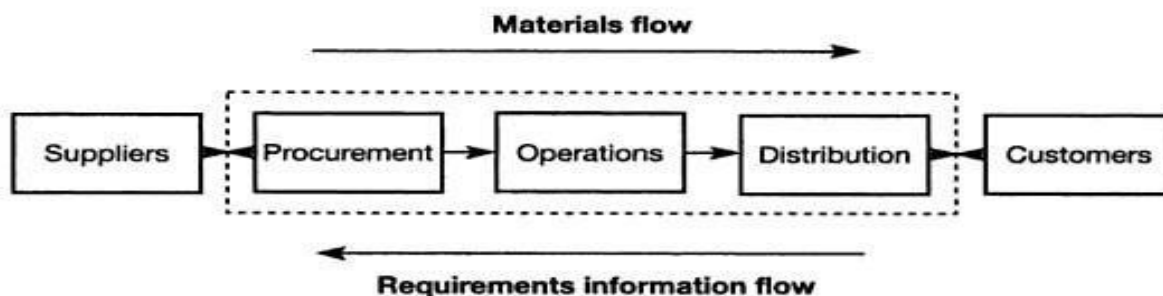 Materials flow
Suppliers Procurement Operations Distribution Customers
Requirements information flow